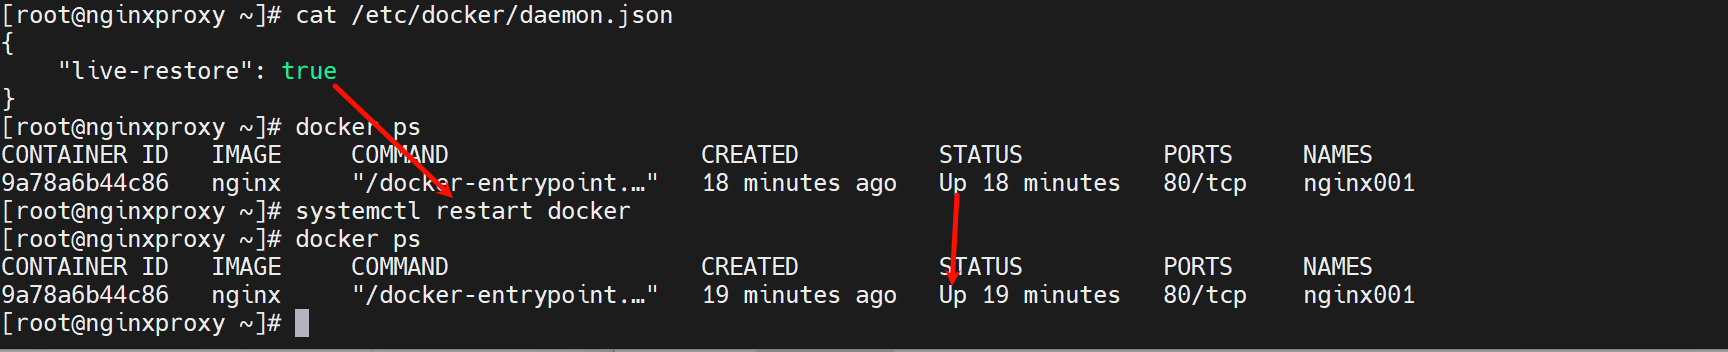 [root@nginxproxy ~]# cat /etc/docker/daemon.json
{
    "live-restore": true
}
[root@nginxproxy ~]# docker ps
CONTAINER ID   IMAGE     COMMAND                  CREATED          STATUS          PORTS     NAMES
9a78a6b44c86   nginx     "/docker-entrypoint.…"   18 minutes ago   Up 18 minutes   80/tcp    nginx001
[root@nginxproxy ~]# systemctl restart docker
[root@nginxproxy ~]# docker ps
CONTAINER ID   IMAGE     COMMAND                  CREATED          STATUS          PORTS     NAMES
9a78a6b44c86   nginx     "/docker-entrypoint.…"   19 minutes ago   Up 19 minutes   80/tcp    nginx001
[root@nginxproxy ~]#